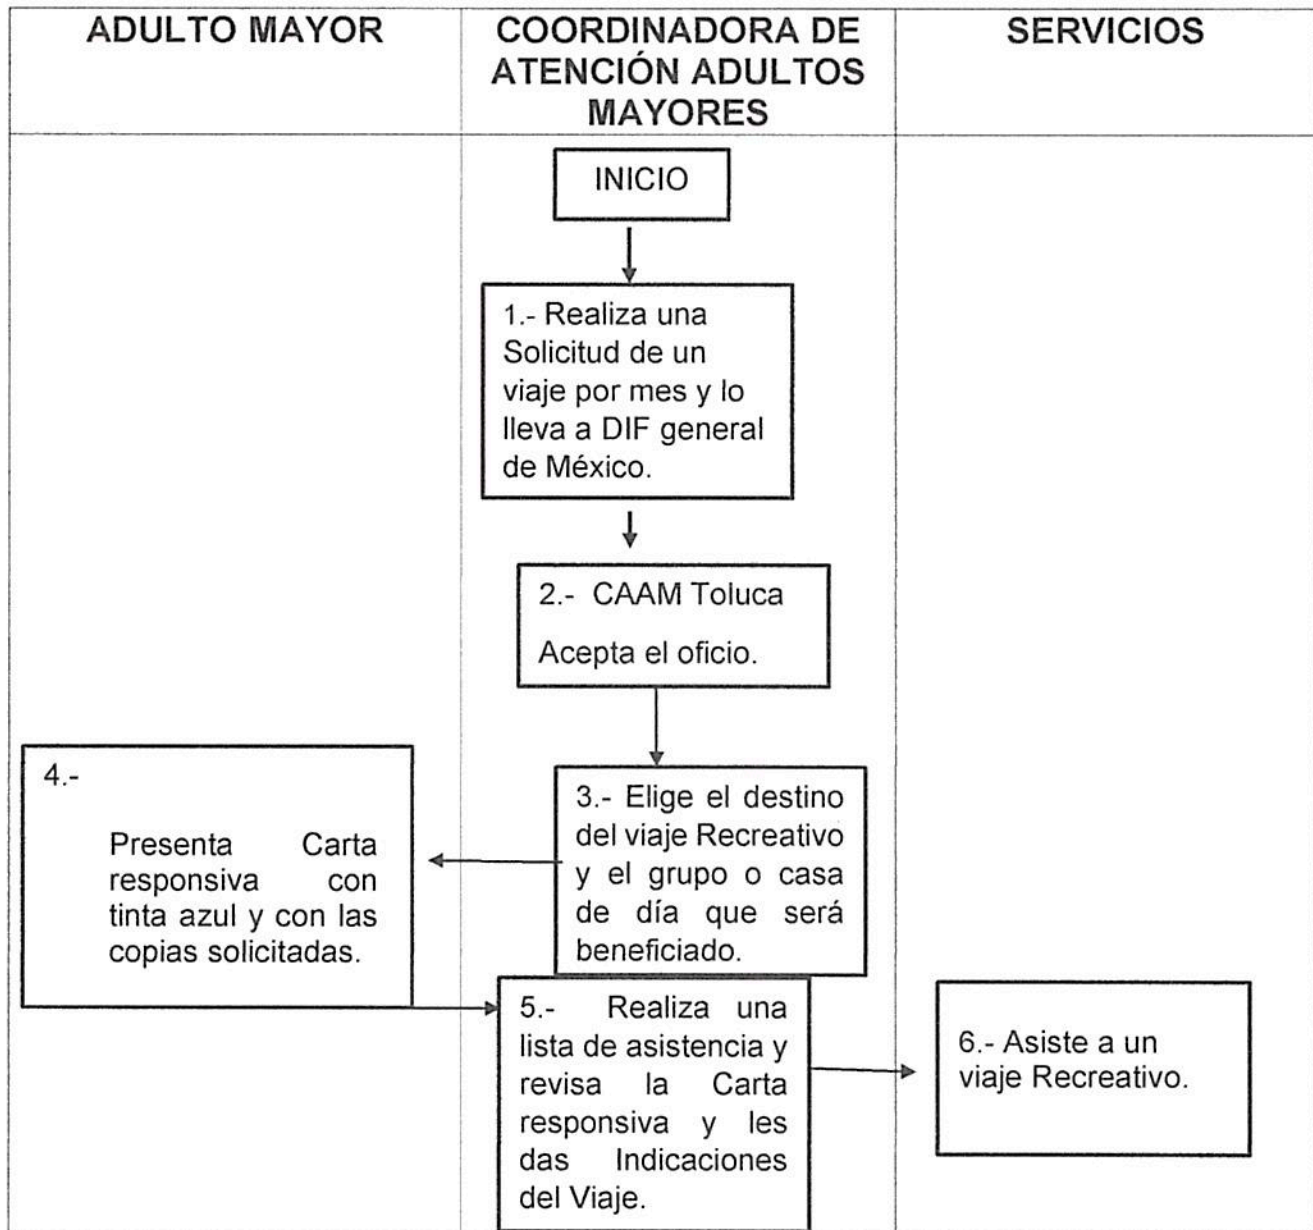 ADULTO MAYOR
COORDINADORA DE
ATENCIÓN ADULTOS
MAYORES
SERVICIOS
INICIO
1.- Realiza una
Solicitud de un
viaje por mes y lo
lleva a DIF general
de México.
2.- CAAM Toluca
Acepta el oficio.
3.- Elige el destino
del viaje Recreativo
y el grupo o casa
de día que será
beneficiado.
4.-
Presenta Carta
responsiva con
tinta azul y con las
copias solicitadas.
5.- Realiza una
lista de asistencia y
revisa la Carta
responsiva y les
das Indicaciones
del Viaje.
6.- Asiste a un
viaje Recreativo.